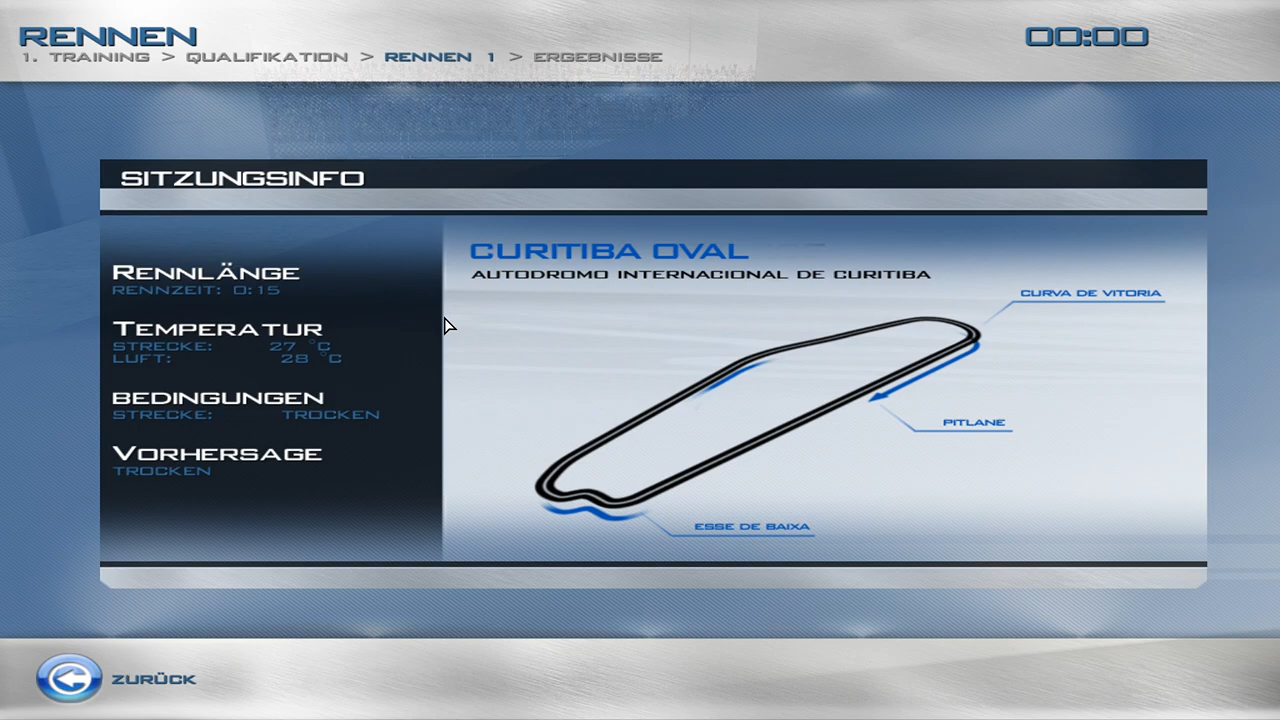 RENNEN
00:00
1. TRAINING > QUALIFIKATION > RENNEN 1 > ERGEBNISSE
SITZUNGSINFO
RENNLÄNGE
RENNZEIT: 0:15
TEMPERATUR
STRECKE: 27 °C
LUFT: 28 °C
BEDINGUNGEN
STRECKE: TROCKEN
VORHERSAGE
TROCKEN
CURITIBA OVAL
AUTODROMO INTERNACIONAL DE CURITIBA
CURVA DE VITORIA
PITLANE
ESSE DE BAIXA
ZURÜCK